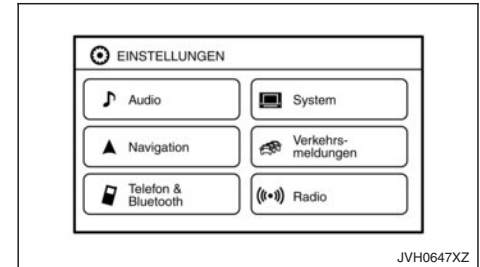 EINSTELLUNGEN
Audio
System
Navigation
Verkehrs-
meldungen
Telefon &
Bluetooth
Radio
JVH0647XZ